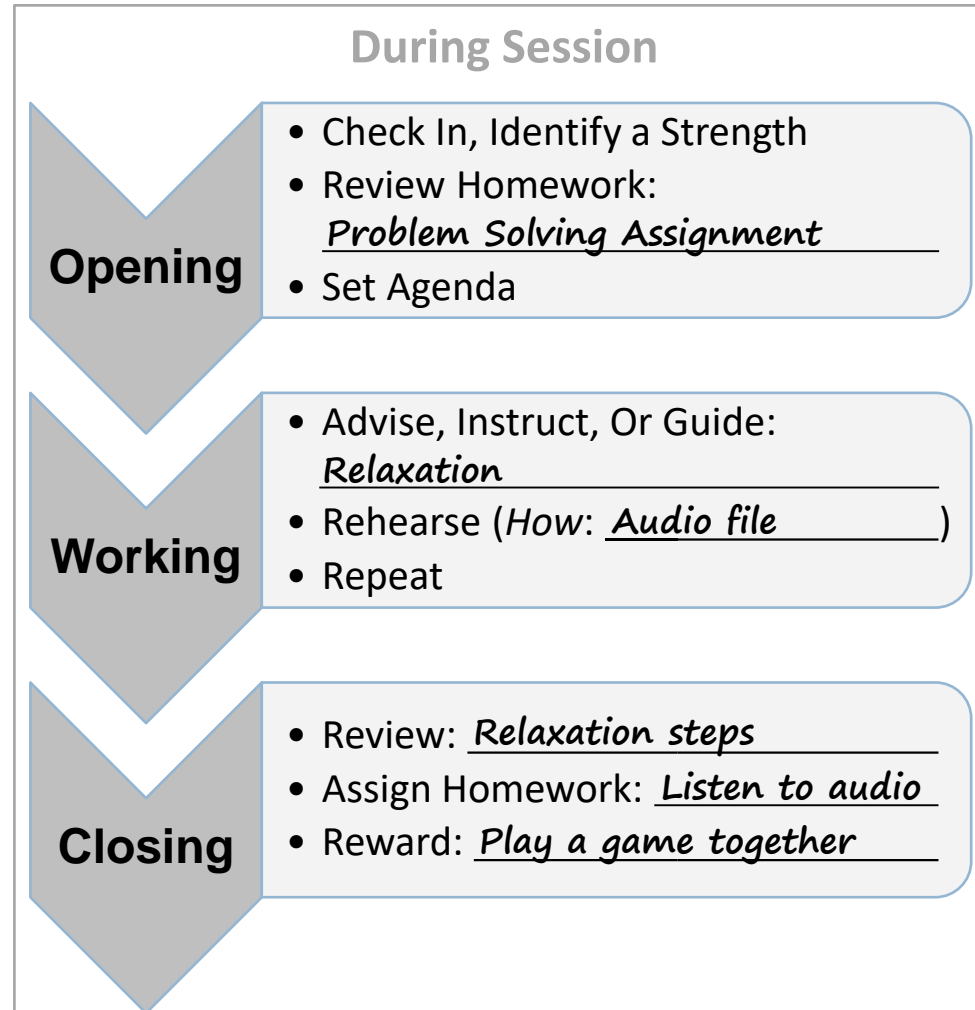 During Session
Opening
• Check In, Identify a Strength
• Review Homework:
Problem Solving Assignment
• Set Agenda
Working
• Advise, Instruct, Or Guide:
Relaxation
• Rehearse (How: Audio file )
• Repeat
Closing
• Review: Relaxation steps
• Assign Homework: Listen to audio
• Reward: Play a game together